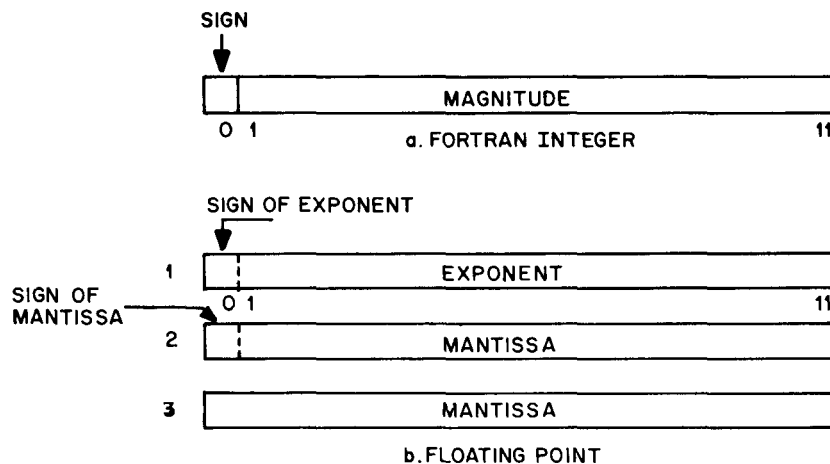 SIGN
MAGNITUDE
0 1 11
a. FORTRAN INTEGER
SIGN OF EXPONENT
1 EXPONENT
0 1 11
SIGN OF
MANTISSA
2 MANTISSA
3 MANTISSA
b. FLOATING POINT